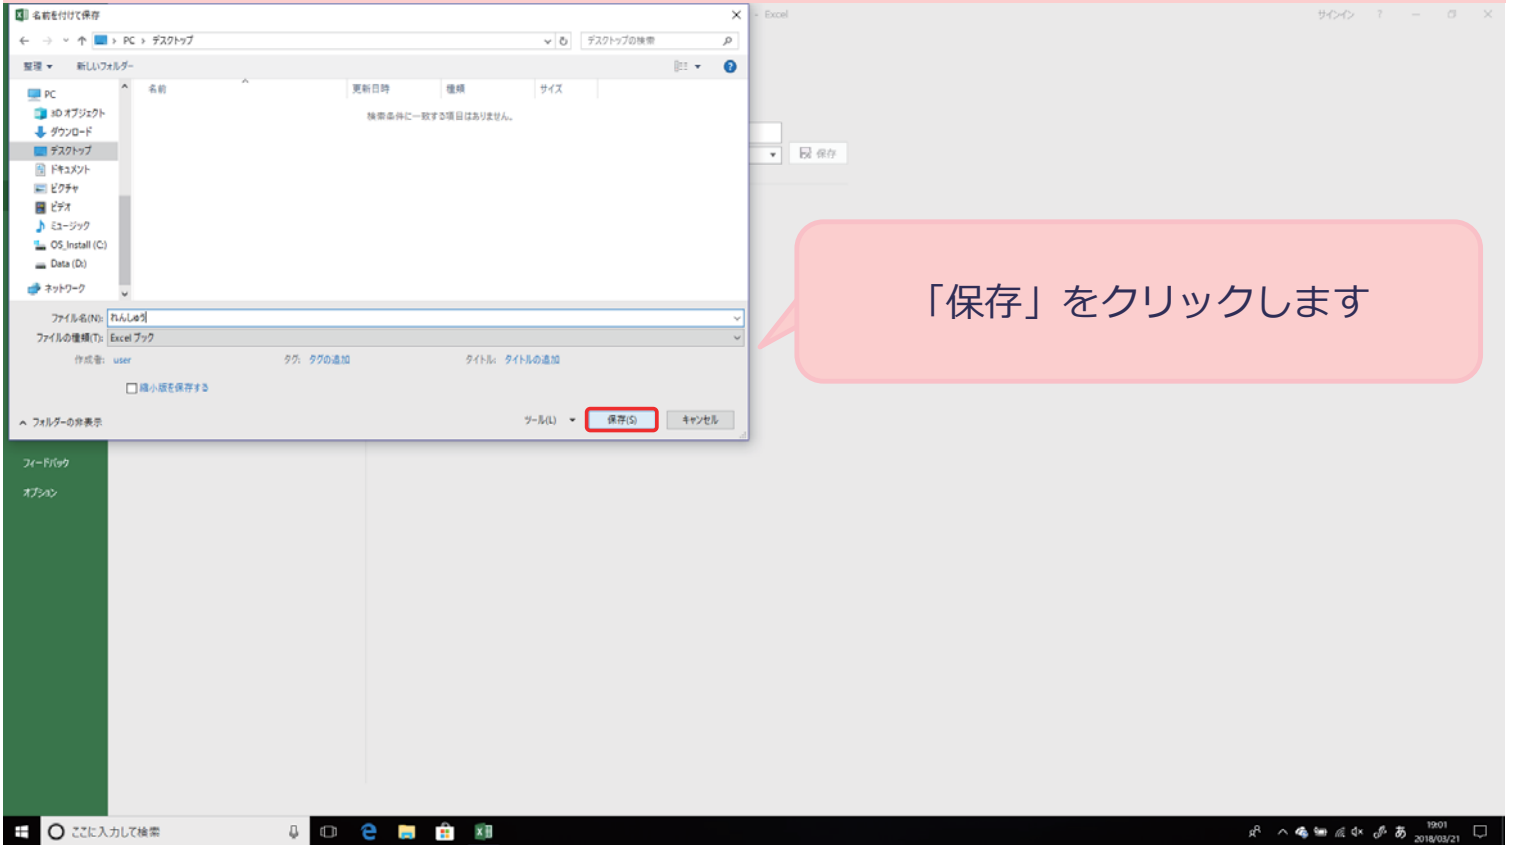 名前を付けて保存
- Excel
サインイン ?
PC › デスクトップ
デスクトップの検索
整理 新しいフォルダー
名前 更新日時 種類 サイズ
検索条件に一致する項目はありません。
PC
3D オブジェクト
ダウンロード
デスクトップ
ドキュメント
ピクチャ
ビデオ
ミュージック
OS_Install (C:)
Data (D:)
ネットワーク
保存
「保存」をクリックします
ファイル名(N): れんしゅう
ファイルの種類(T): Excel ブック
作成者: user タグ: タグの追加 タイトル: タイトルの追加
縮小版を保存する
フォルダーの非表示
ツール(L) 保存(S) キャンセル
フィードバック
オプション
ここに入力して検索
あ
19:01
2018/03/21